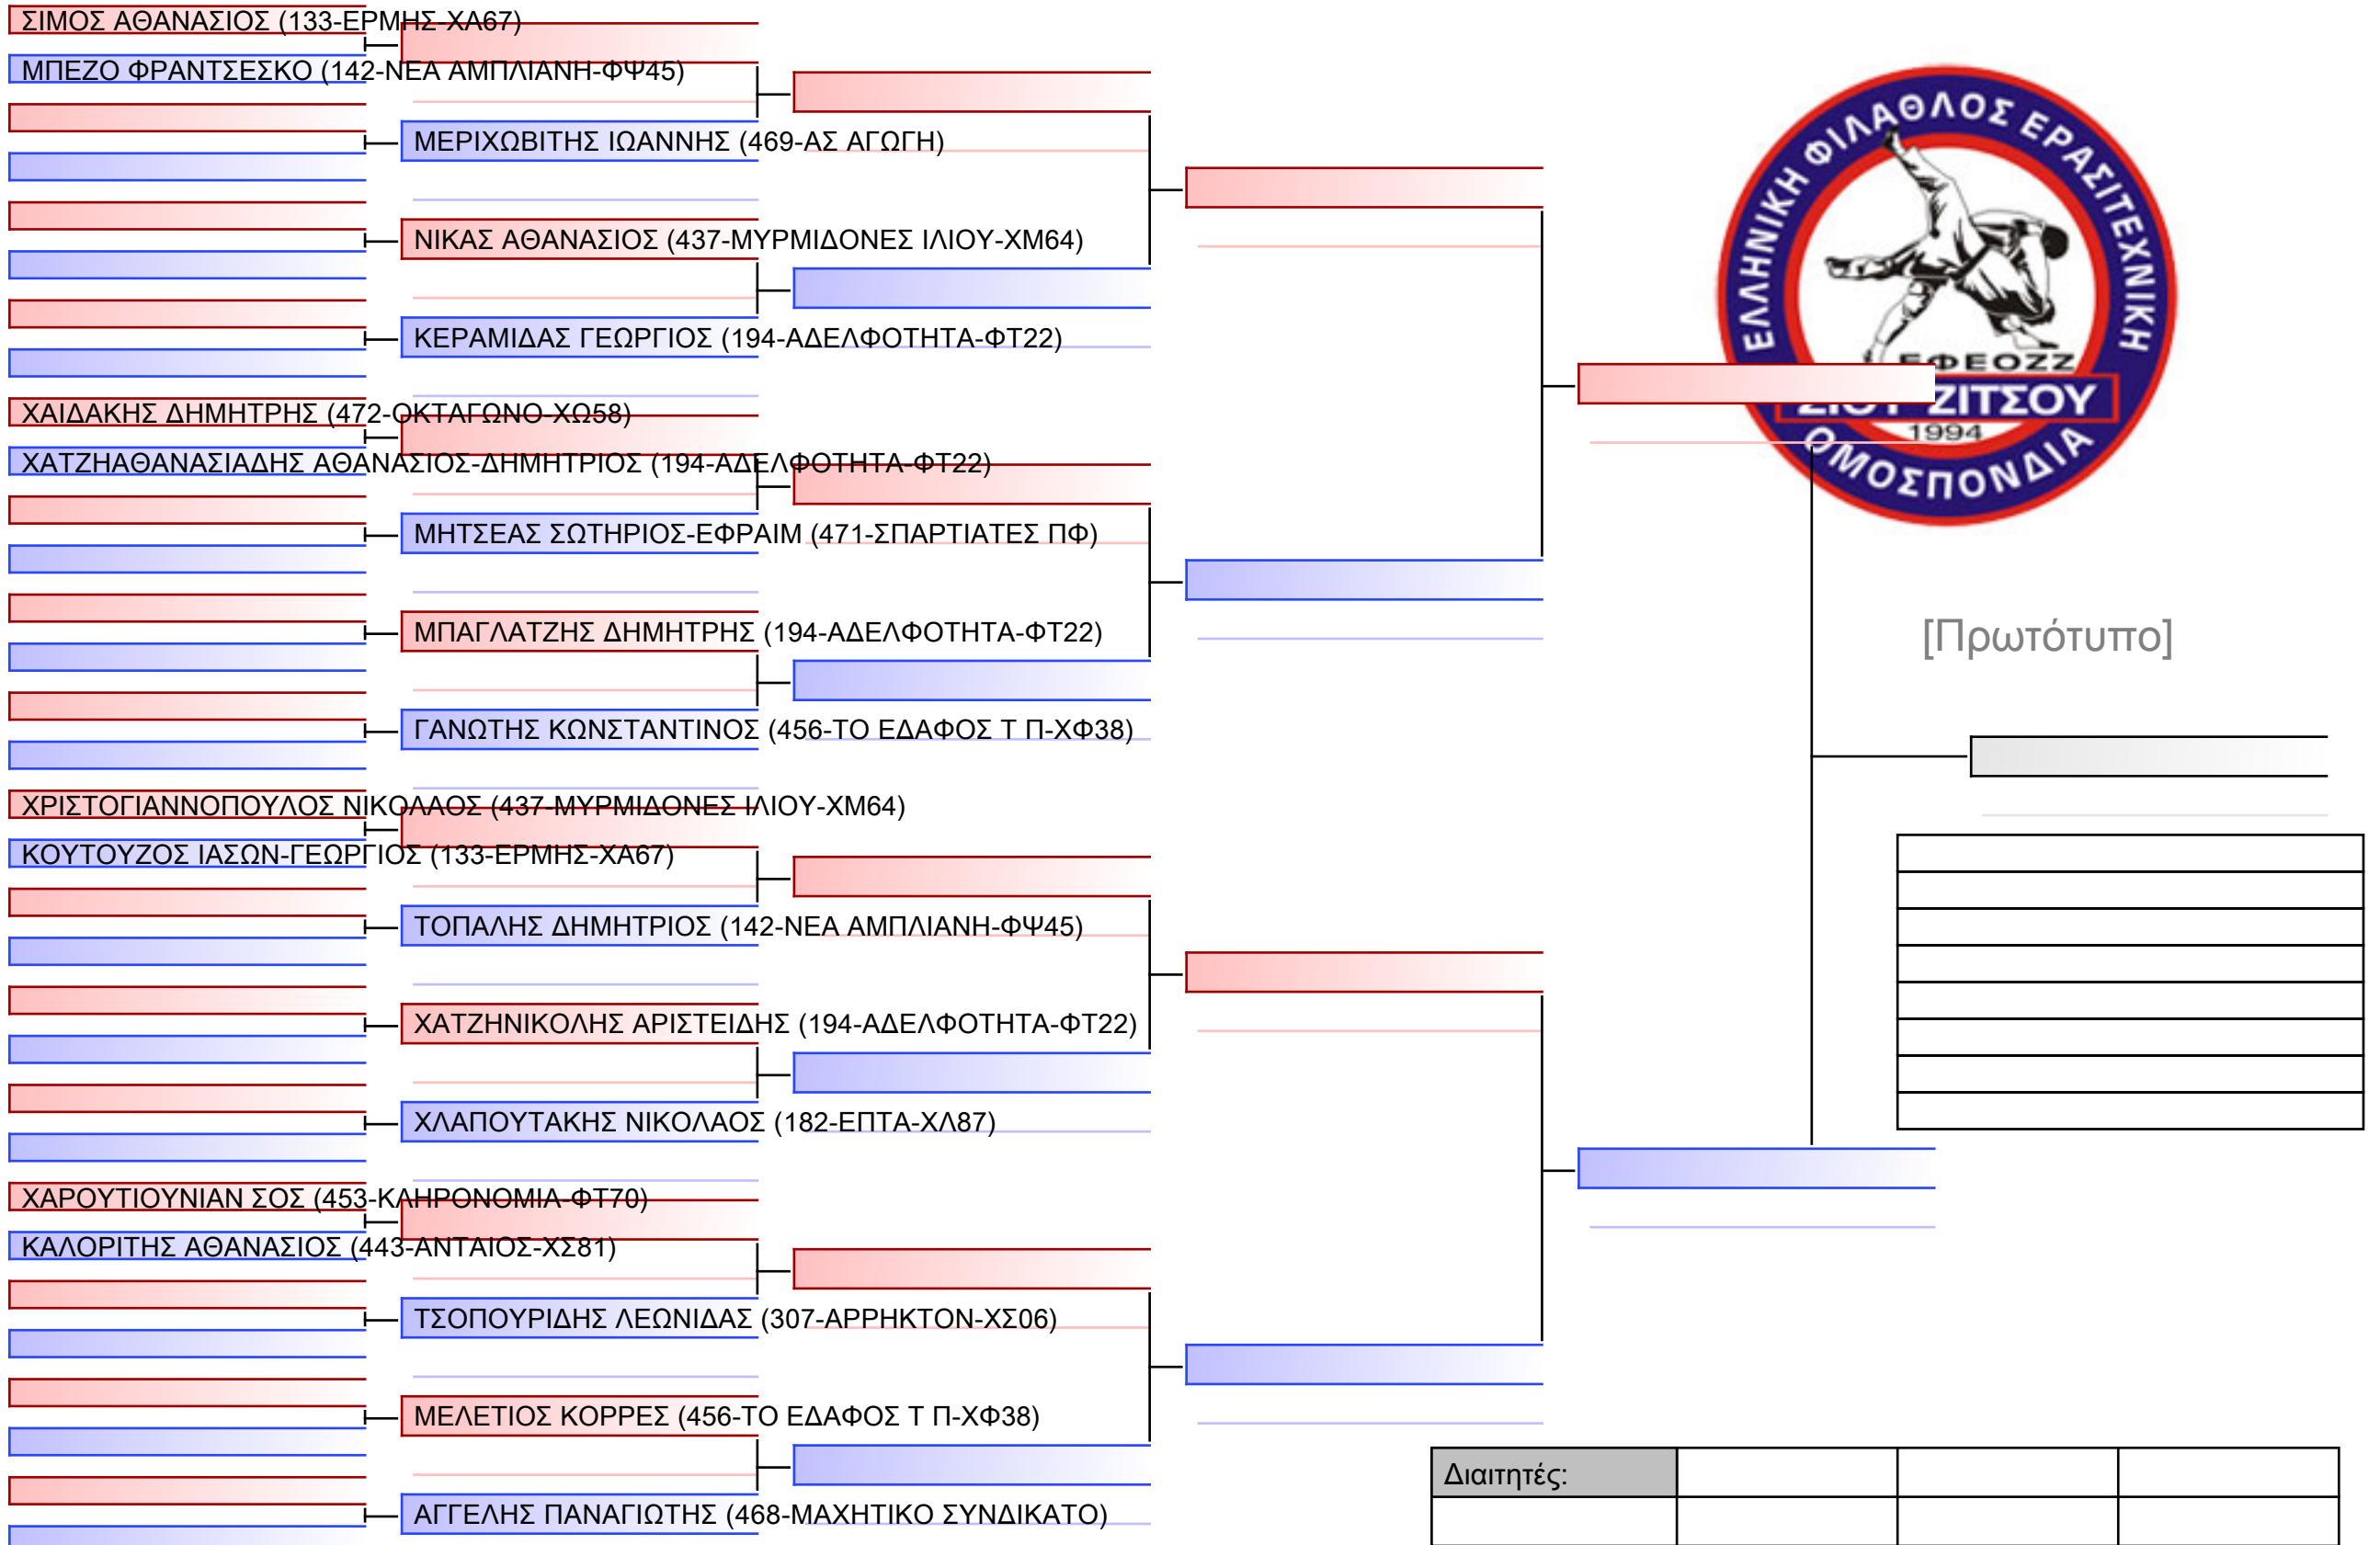 ΣΙΜΟΣ ΑΘΑΝΑΣΙΟΣ (133-ΕΡΜΗΣ-ΧΑ67)
ΜΠΕΖΟ ΦΡΑΝΤΣΕΣΚΟ (142-ΝΕΑ ΑΜΠΛΙΑΝΗ-ΦΨ45)
ΜΕΡΙΧΩΒΙΤΗΣ ΙΩΑΝΝΗΣ (469-ΑΣ ΑΓΩΓΗ)
ΝΙΚΑΣ ΑΘΑΝΑΣΙΟΣ (437-ΜΥΡΜΙΔΟΝΕΣ ΙΛΙΟΥ-ΧΜ64)
ΚΕΡΑΜΙΔΑΣ ΓΕΩΡΓΙΟΣ (194-ΑΔΕΛΦΟΤΗΤΑ-ΦΤ22)
ΧΑΙΔΑΚΗΣ ΔΗΜΗΤΡΗΣ (472-ΟΚΤΑΓΩΝΟ-ΧΩ58)
ΧΑΤΖΗΑΘΑΝΑΣΙΑΔΗΣ ΑΘΑΝΑΣΙΟΣ-ΔΗΜΗΤΡΙΟΣ (194-ΑΔΕΛΦΟΤΗΤΑ-ΦΤ22)
ΜΗΤΣΕΑΣ ΣΩΤΗΡΙΟΣ-ΕΦΡΑΙΜ (471-ΣΠΑΡΤΙΑΤΕΣ ΠΦ)
ΜΠΑΓΛΑΤΖΗΣ ΔΗΜΗΤΡΗΣ (194-ΑΔΕΛΦΟΤΗΤΑ-ΦΤ22)
ΓΑΝΩΤΗΣ ΚΩΝΣΤΑΝΤΙΝΟΣ (456-ΤΟ ΕΔΑΦΟΣ Τ Π-ΧΦ38)
ΧΡΙΣΤΟΓΙΑΝΝΟΠΟΥΛΟΣ ΝΙΚΟΛΑΟΣ (437-ΜΥΡΜΙΔΟΝΕΣ ΙΛΙΟΥ-ΧΜ64)
ΚΟΥΤΟΥΖΟΣ ΙΑΣΩΝ-ΓΕΩΡΓΙΟΣ (133-ΕΡΜΗΣ-ΧΑ67)
ΤΟΠΑΛΗΣ ΔΗΜΗΤΡΙΟΣ (142-ΝΕΑ ΑΜΠΛΙΑΝΗ-ΦΨ45)
ΧΑΤΖΗΝΙΚΟΛΗΣ ΑΡΙΣΤΕΙΔΗΣ (194-ΑΔΕΛΦΟΤΗΤΑ-ΦΤ22)
ΧΛΑΠΟΥΤΑΚΗΣ ΝΙΚΟΛΑΟΣ (182-ΕΠΤΑ-ΧΛ87)
ΧΑΡΟΥΤΙΟΥΝΙΑΝ ΣΟΣ (453-ΚΛΗΡΟΝΟΜΙΑ-ΦΤ70)
ΚΑΛΟΡΙΤΗΣ ΑΘΑΝΑΣΙΟΣ (443-ΑΝΤΑΙΟΣ-ΧΣ81)
ΤΣΟΠΟΥΡΙΔΗΣ ΛΕΩΝΙΔΑΣ (307-ΑΡΡΗΚΤΟΝ-ΧΣ06)
ΜΕΛΕΤΙΟΣ ΚΟΡΡΕΣ (456-ΤΟ ΕΔΑΦΟΣ Τ Π-ΧΦ38)
ΑΓΓΕΛΗΣ ΠΑΝΑΓΙΩΤΗΣ (468-ΜΑΧΗΤΙΚΟ ΣΥΝΔΙΚΑΤΟ)
ΕΛΛΗΝΙΚΗ ΦΙΛΑΘΛΟΣ ΕΡΑΣΙΤΕΧΝΙΚΗ
ΕΦΕΟΖΖ
ΖΙΟΥ ΖΙΤΣΟΥ
1994
ΟΜΟΣΠΟΝΔΙΑ
[Πρωτότυπο]
Διαιτητές: